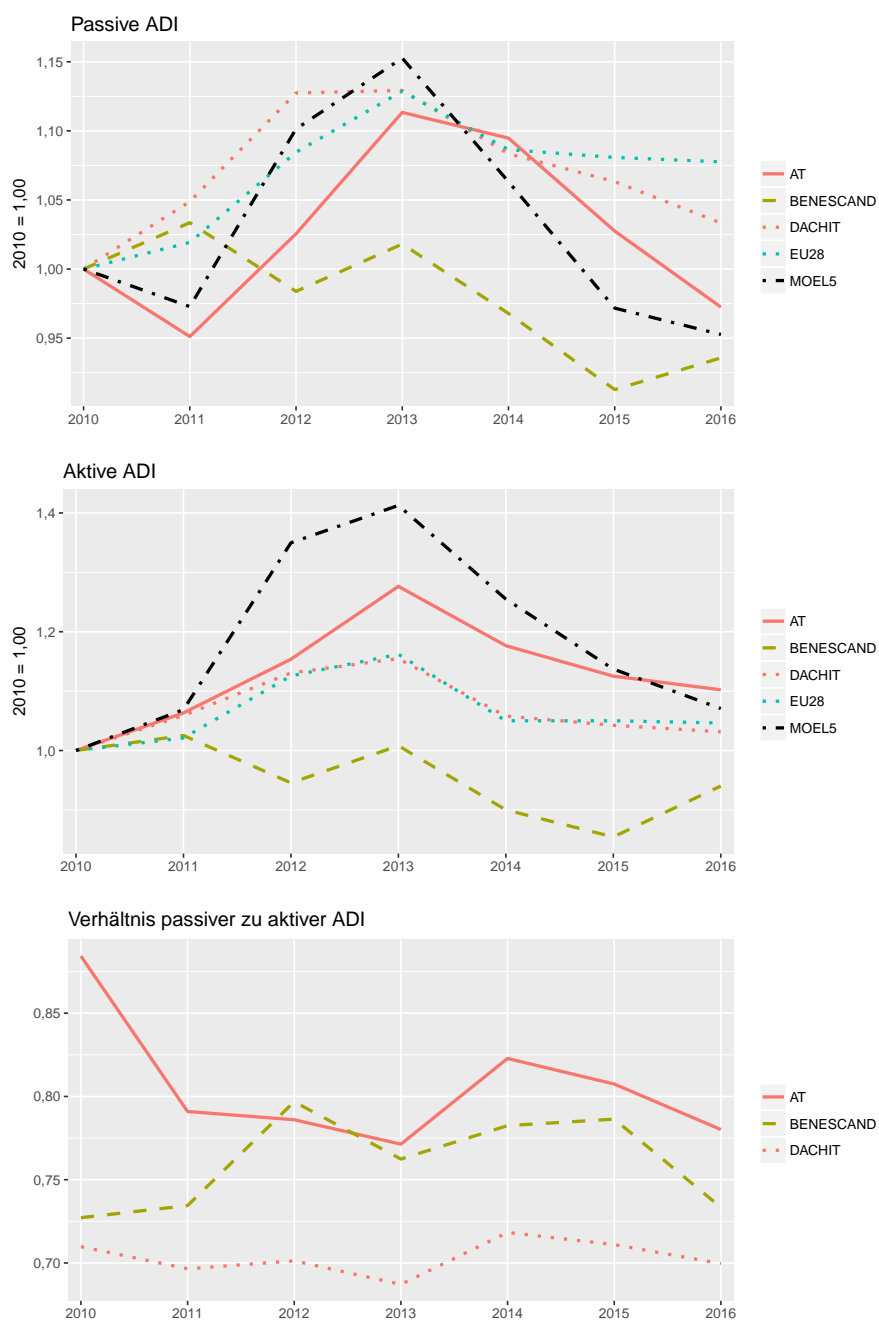 Passive ADI
1,15
1,10
1,05
1,00
0,95
2010 = 1,00
2010 2011 2012 2013 2014 2015 2016
AT
BENESCAND
DACHIT
EU28
MOEL5
Aktive ADI
1,4
1,2
1,0
2010 = 1,00
2010 2011 2012 2013 2014 2015 2016
AT
BENESCAND
DACHIT
EU28
MOEL5
Verhältnis passiver zu aktiver ADI
0,85
0,80
0,75
0,70
2010 2011 2012 2013 2014 2015 2016
AT
BENESCAND
DACHIT